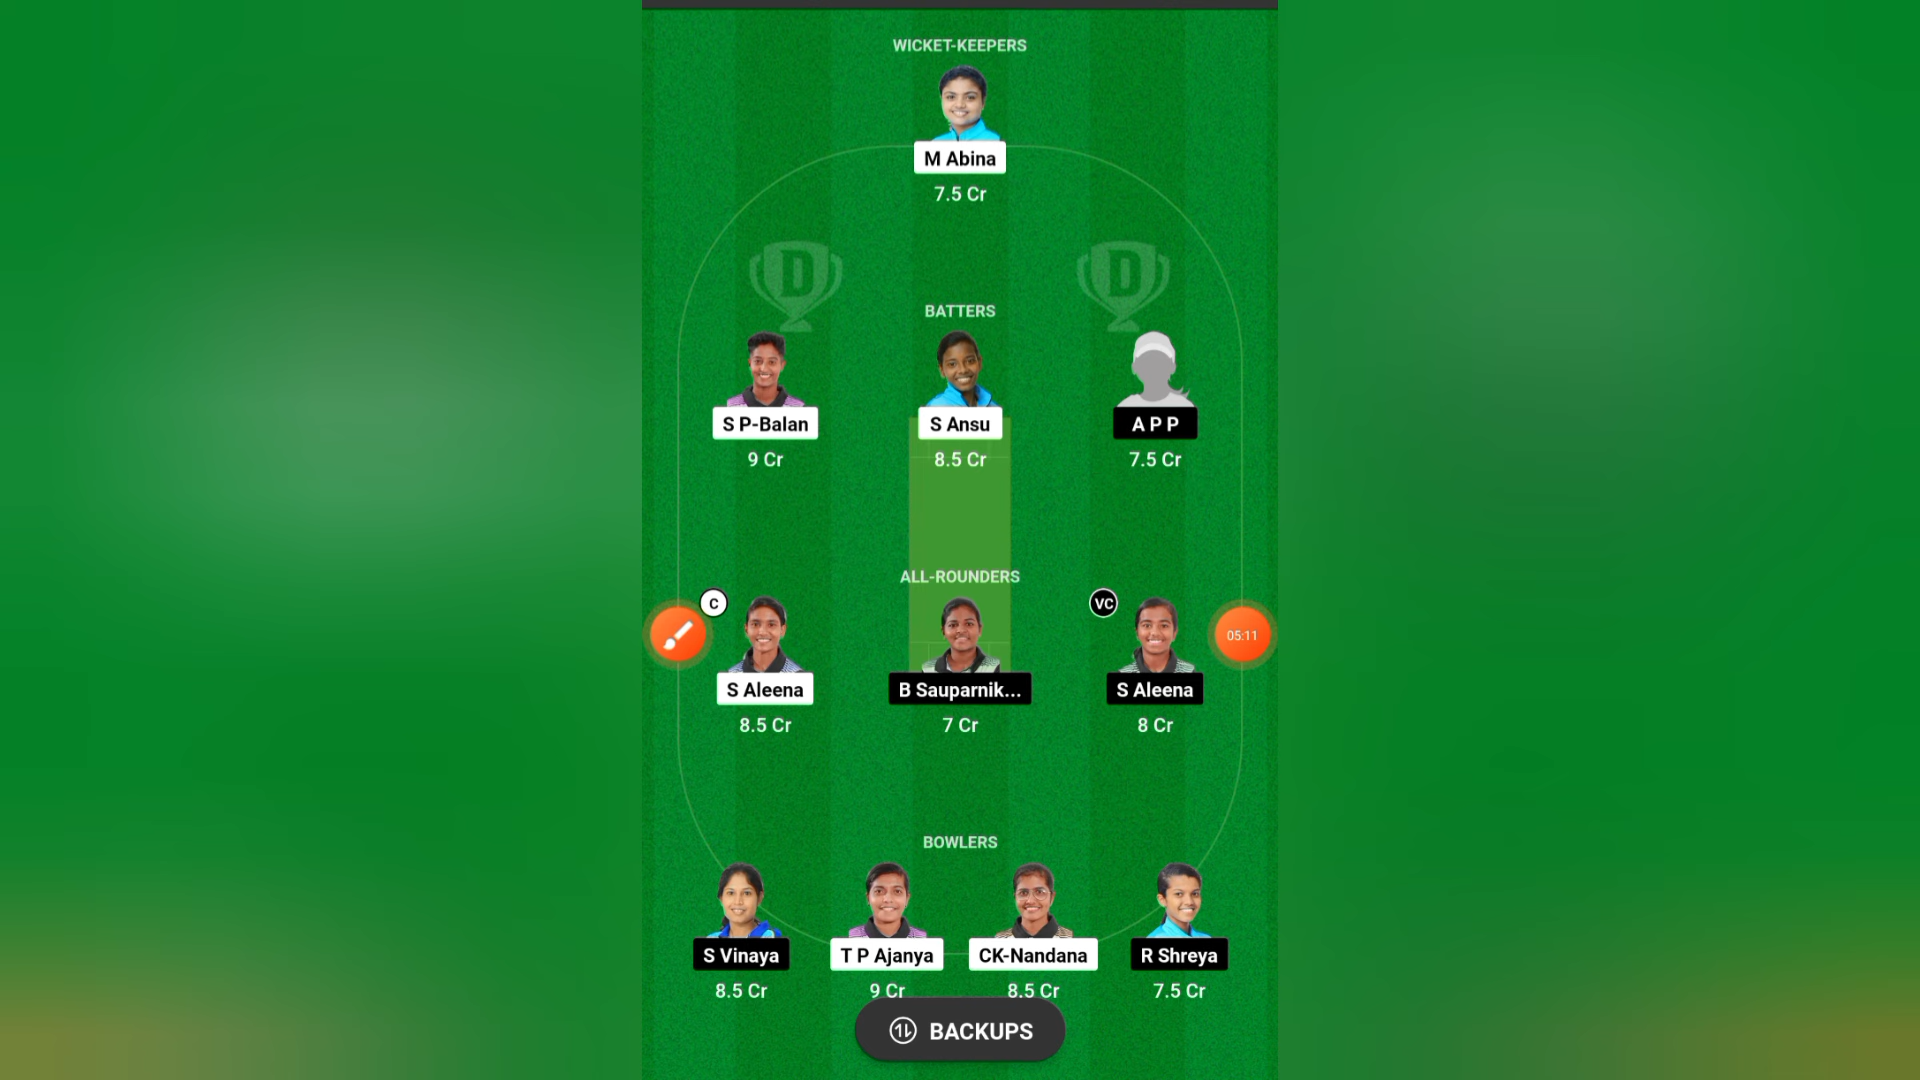 WICKET-KEEPERS
M Abina
7.5 Cr
D D
BATTERS
S P-Balan S Ansu A P P
9 Cr 8.5 Cr 7.5 Cr
ALL-ROUNDERS
C VC
05:11
S Aleena B Sauparnik... S Aleena
8.5 Cr 7 Cr 8 Cr
BOWLERS
S Vinaya T P Ajanya CK-Nandana R Shreya
8.5 Cr 9 Cr 8.5 Cr 7.5 Cr
BACKUPS